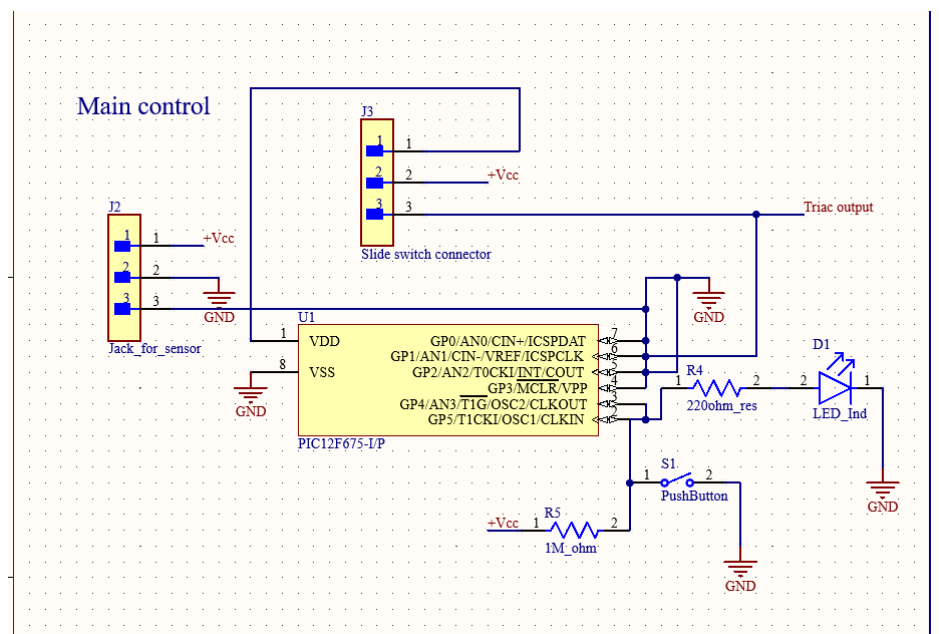 Main control
J3
1 1
2 2 +Vcc
3 3
Triac output
Slide switch connector
J2
1 1 +Vcc
2 2
GND
3 3
Jack_for_sensor
GND
U1
1 VDD
8 VSS
GND
GP0/AN0/CIN+/ICSPDAT 7
GP1/AN1/CIN-/VREF/ICSPCLK 6
GP2/AN2/T0CKI/INT/COUT 5
GP3/MCLR/VPP 4
GP4/AN3/T1G/OSC2/CLKOUT 3
GP5/T1CKI/OSC1/CLKIN 2
PIC12F675-I/P
R4
1 2
220ohm_res
D1
2 1
LED_Ind
GND
S1
1 2
PushButton
GND
+Vcc
R5
1 2
1M_ohm